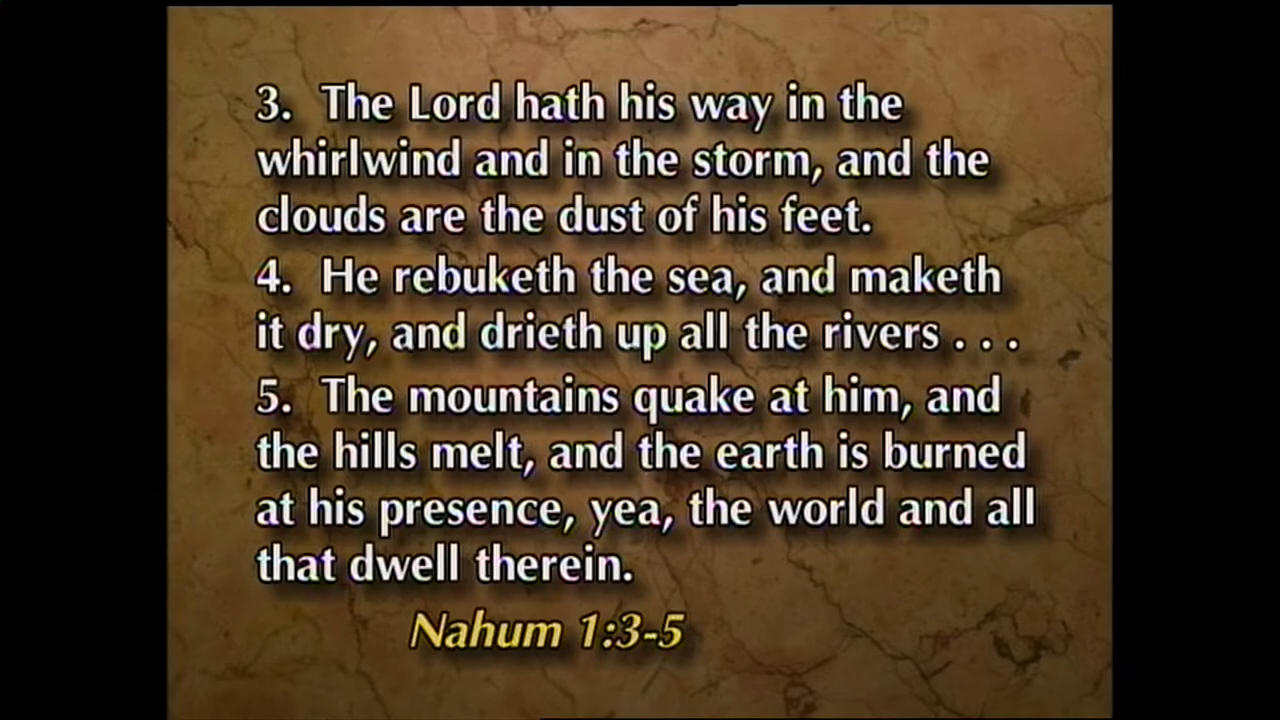 3. The Lord hath his way in the
whirlwind and in the storm, and the
clouds are the dust of his feet.
4. He rebuketh the sea, and maketh
it dry, and drieth up all the rivers . . .
5. The mountains quake at him, and
the hills melt, and the earth is burned
at his presence, yea, the world and all
that dwell therein.
Nahum 1:3-5